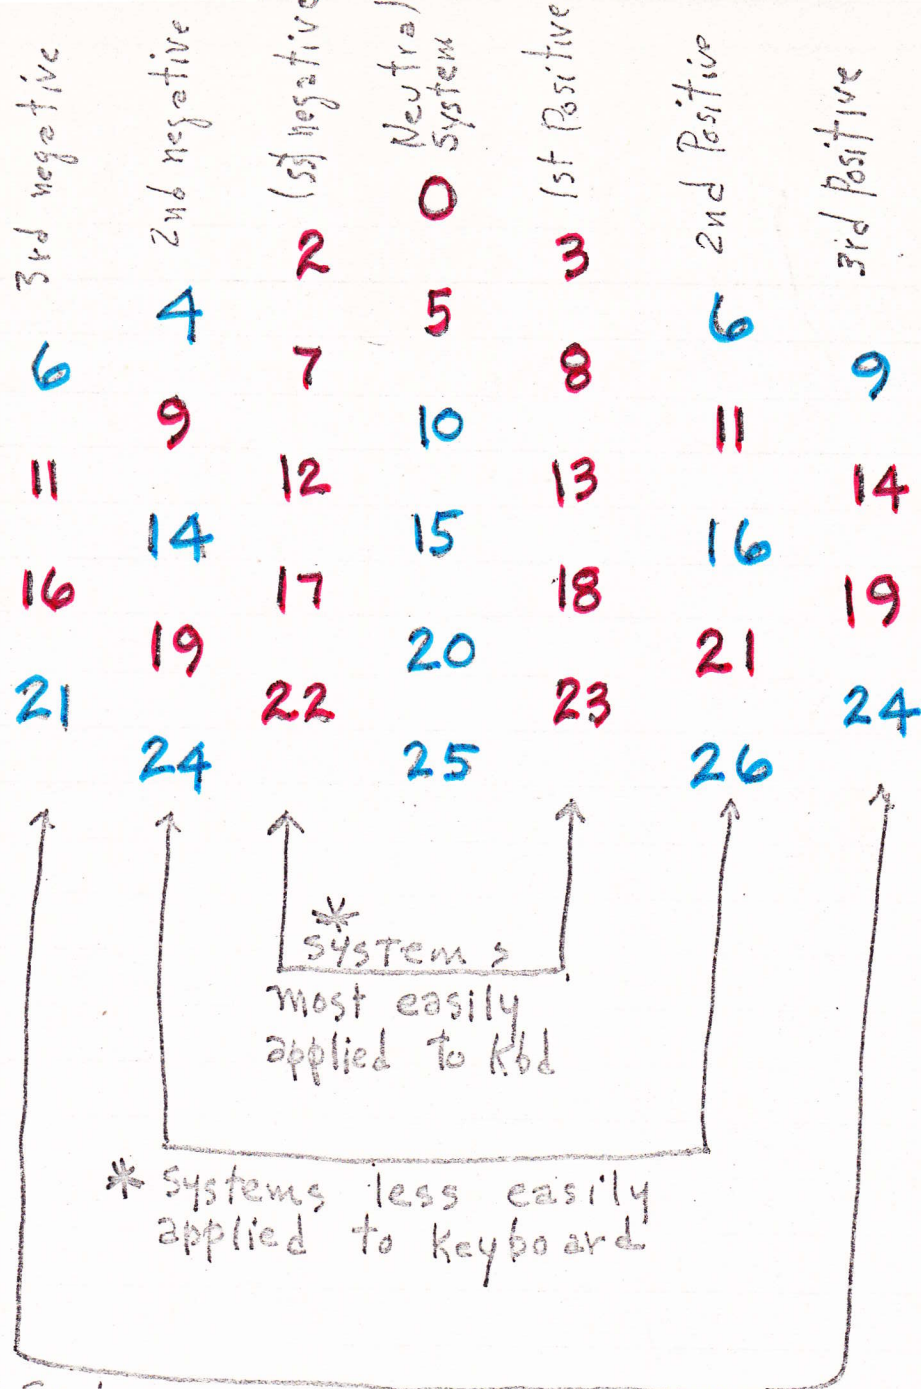 3rd negative
2nd negative
1st negative
Neutral
System
1st Positive
2nd Positive
3rd Positive
0
2 3
4 5 6
6 7 8 9
9 10 11
11 12 13 14
14 15 16
16 17 18 19
19 20 21
21 22 23 24
24 25 26
*
systems
most easily
applied to Kbd
* systems less easily
applied to keyboard